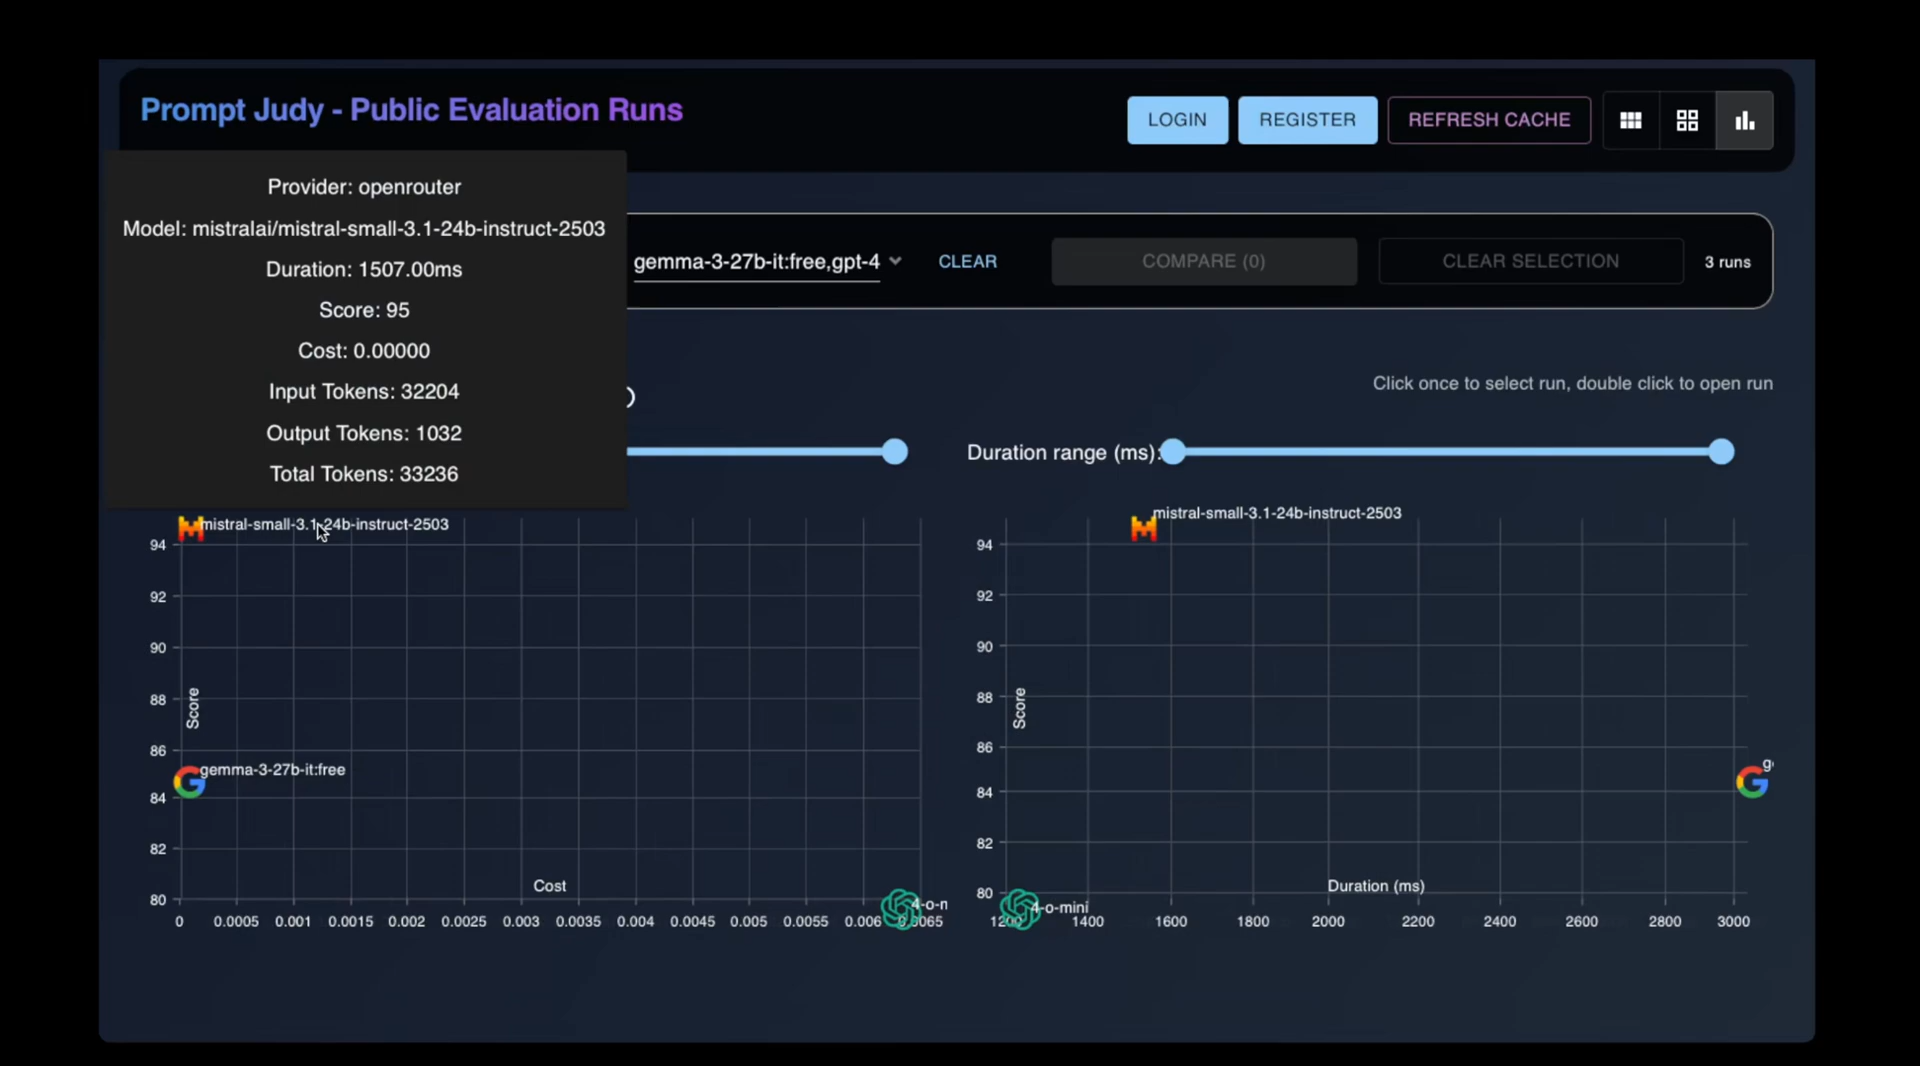 Prompt Judy - Public Evaluation Runs
LOGIN
REGISTER
REFRESH CACHE
Provider: openrouter
Model: mistralai/mistral-small-3.1-24b-instruct-2503
Duration: 1507.00ms
Score: 95
Cost: 0.00000
Input Tokens: 32204
Output Tokens: 1032
Total Tokens: 33236
gemma-3-27b-it:free,gpt-4
CLEAR
COMPARE (0)
CLEAR SELECTION
3 runs
Click once to select run, double click to open run
Duration range (ms):
mistral-small-3.1-24b-instruct-2503
94
92
90
88
86
84
82
80
Score
gemma-3-27b-it:free
Cost
4-o-n
0 0.0005 0.001 0.0015 0.002 0.0025 0.003 0.0035 0.004 0.0045 0.005 0.0055 0.006 0.0065
mistral-small-3.1-24b-instruct-2503
94
92
90
88
86
84
82
80
Score
Duration (ms)
4-o-mini
1200 1400 1600 1800 2000 2200 2400 2600 2800 3000